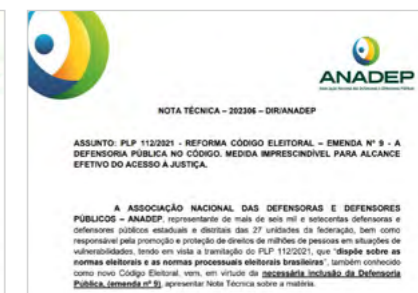 ANADEP
NOTA TÉCNICA – 202306 – DIR/ANADEP
ASSUNTO: PLP 112/2021 - REFORMA CÓDIGO ELEITORAL – EMENDA Nº 9 - A
DEFENSORIA PÚBLICA NO CÓDIGO. MEDIDA IMPRESCINDÍVEL PARA ALCANCE
EFETIVO DO ACESSO À JUSTIÇA.
A ASSOCIAÇÃO NACIONAL DAS DEFENSORAS E DEFENSORES
PÚBLICOS – ANADEP, representante de mais de seis mil e setecentas defensoras e
defensores públicos estaduais e distritais das 27 unidades da federação, bem como
responsável pela promoção e proteção de direitos de milhões de pessoas em situações de
vulnerabilidades, tendo em vista a tramitação do PLP 112/2021, que "dispõe sobre as
normas eleitorais e as normas processuais eleitorais brasileiras", também conhecido
como novo Código Eleitoral, vem, em virtude da necessária inclusão da Defensoria
Pública, (emenda nº 9), apresentar Nota Técnica sobre a matéria.